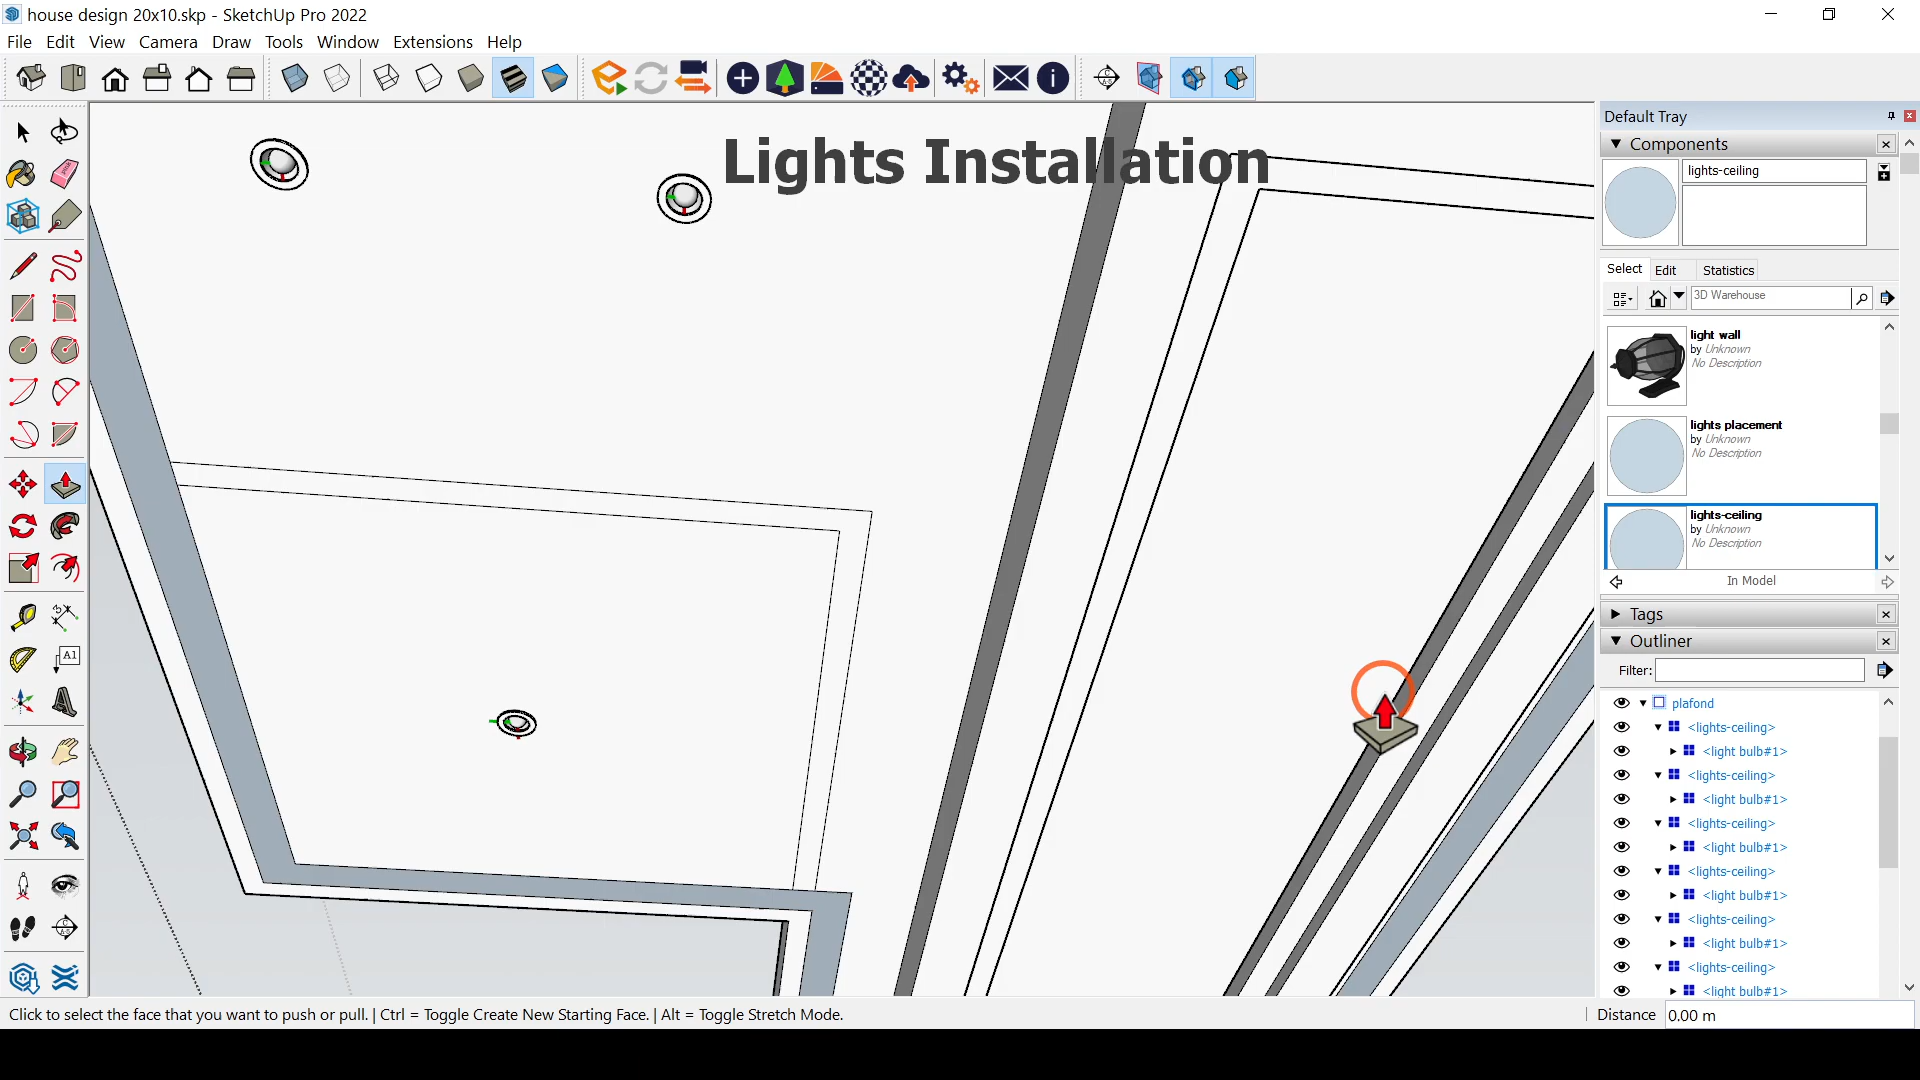 house design 20x10.skp - SketchUp Pro 2022
File Edit View Camera Draw Tools Window Extensions Help
Lights Installation
Default Tray
Components
lights-ceiling
Select Edit Statistics
3D Warehouse
light wall
by Unknown
No Description
lights placement
by Unknown
No Description
lights-ceiling
by Unknown
No Description
In Model
Tags
Outliner
Filter:
plafond
<lights-ceiling>
<light bulb#1>
<lights-ceiling>
<light bulb#1>
<lights-ceiling>
<light bulb#1>
<lights-ceiling>
<light bulb#1>
<lights-ceiling>
<light bulb#1>
<lights-ceiling>
<light bulb#1>
A1
Click to select the face that you want to push or pull. | Ctrl = Toggle Create New Starting Face. | Alt = Toggle Stretch Mode.
Distance 0.00 m